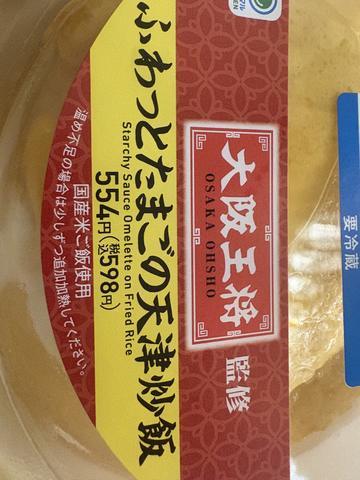 大阪王将
OSAKA OHSHO
監修
ふわっとたまごの天津炒飯
Starchy Sauce Omelette on Fried Rice
554円(税込598円)
国産米ご飯使用
温め不足の場合は少しずつ追加加熱してください。
要冷蔵